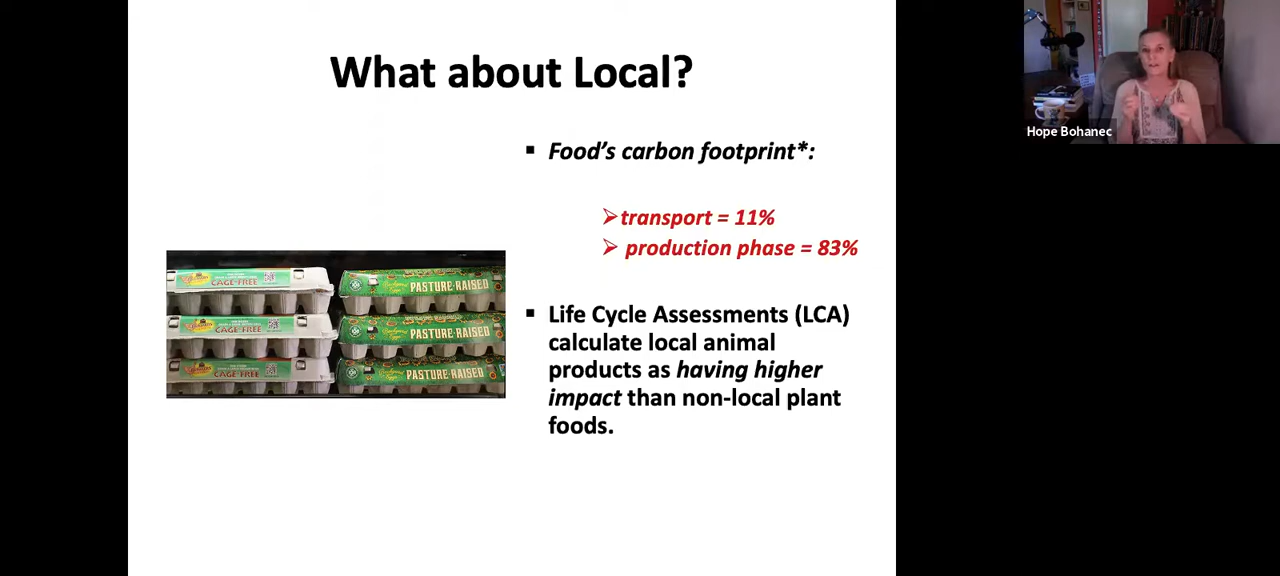 What about Local?
▪ Food's carbon footprint*:
➢transport = 11%
➢ production phase = 83%
▪ Life Cycle Assessments (LCA)
calculate local animal
products as having higher
impact than non-local plant
foods.
CAGE-FREE
PASTURE-RAISED
CAGE-FREE
PASTURE-RAISED
CAGE-FREE
PASTURE-RAISED
Hope Bohanec